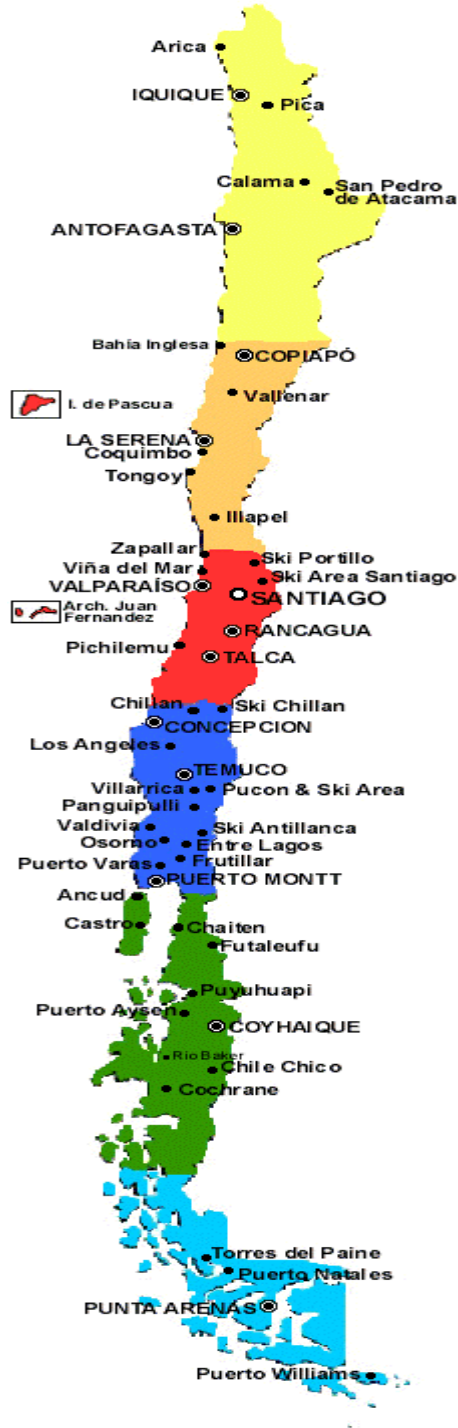 Arica
IQUIQUE
Pica
Calama
San Pedro
de Atacama
ANTOFAGASTA
Bahía Inglesa
COPIAPÓ
Vallenar
I. de Pascua
LA SERENA
Coquimbo
Tongoy
Illapel
Zapallar
Ski Portillo
Viña del Mar
Ski Area Santiago
VALPARAÍSO
SANTIAGO
Arch. Juan
Fernandez
RANCAGUA
Pichilemu
TALCA
Chillan
Ski Chillan
CONCEPCION
Los Angeles
TEMUCO
Villarrica
Pucon & Ski Area
Panguipulli
Valdivia
Ski Antillanca
Osorno
Entre Lagos
Puerto Varas
Frutillar
PUERTO MONTT
Ancud
Castro
Chaiten
Futaleufu
Puyuhuapi
Puerto Aysen
COYHAIQUE
Rio Baker
Chile Chico
Cochrane
Torres del Paine
Puerto Natales
PUNTA ARENAS
Puerto Williams